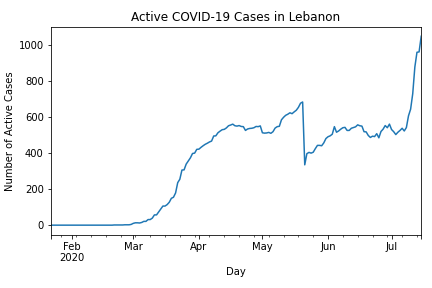 Active COVID-19 Cases in Lebanon
Number of Active Cases
1000
800
600
400
200
0
Feb Mar Apr May Jun Jul
2020
Day